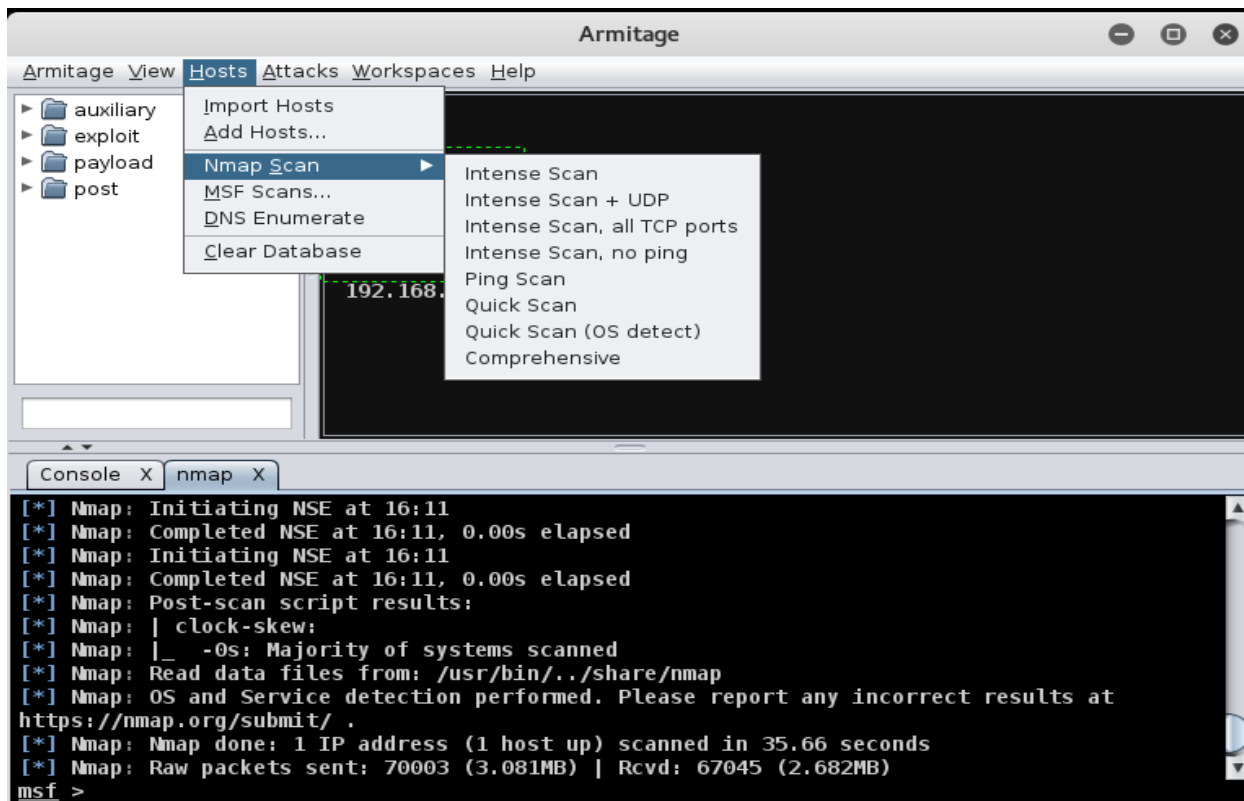 Armitage
Armitage View Hosts Attacks Workspaces Help
auxiliary
exploit
payload
post
Import Hosts
Add Hosts...
Nmap Scan
MSF Scans...
DNS Enumerate
Clear Database
Intense Scan
Intense Scan + UDP
Intense Scan, all TCP ports
Intense Scan, no ping
Ping Scan
Quick Scan
Quick Scan (OS detect)
Comprehensive
192.168.
Console X nmap X
[*] Nmap: Initiating NSE at 16:11
[*] Nmap: Completed NSE at 16:11, 0.00s elapsed
[*] Nmap: Initiating NSE at 16:11
[*] Nmap: Completed NSE at 16:11, 0.00s elapsed
[*] Nmap: Post-scan script results:
[*] Nmap: | clock-skew:
[*] Nmap: |_  -0s: Majority of systems scanned
[*] Nmap: Read data files from: /usr/bin/../share/nmap
[*] Nmap: OS and Service detection performed. Please report any incorrect results at
https://nmap.org/submit/ .
[*] Nmap: Nmap done: 1 IP address (1 host up) scanned in 35.66 seconds
[*] Nmap: Raw packets sent: 70003 (3.081MB) | Rcvd: 67045 (2.682MB)
msf >